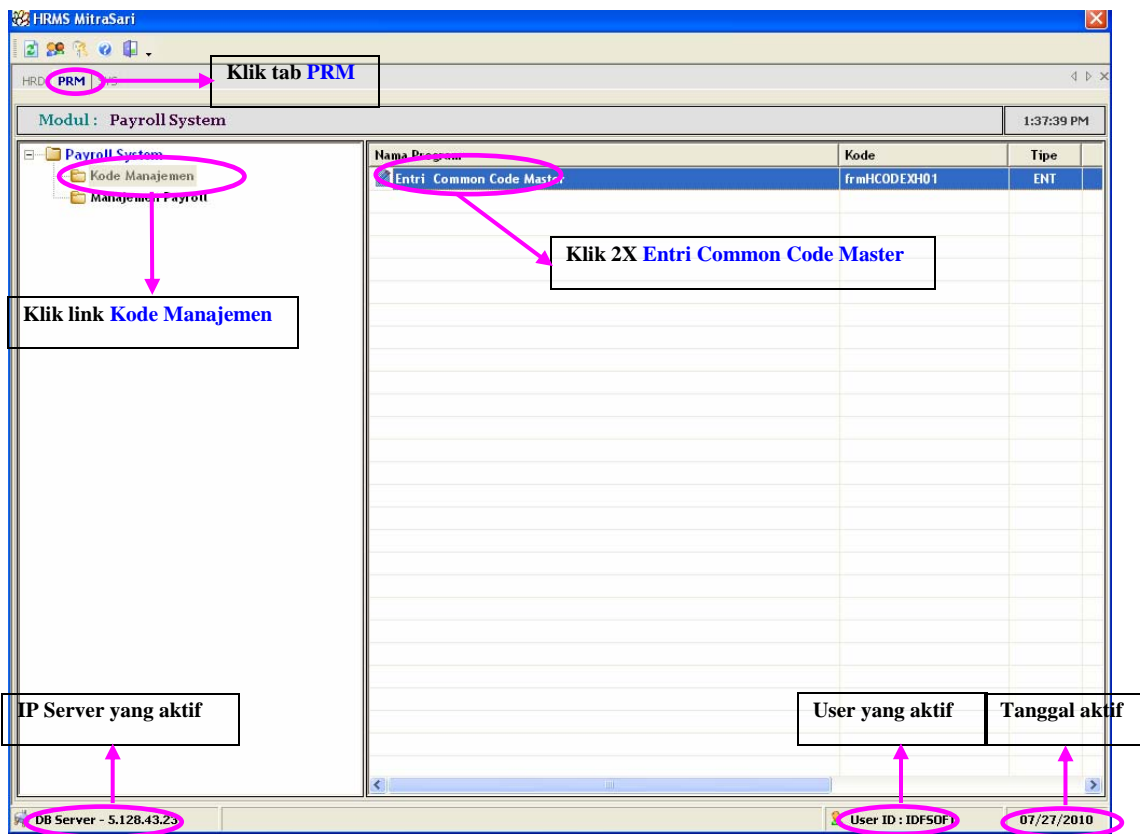 HRMS MitraSari
Klik tab PRM
HRD PRM
Modul : Payroll System
1:37:39 PM
Payroll System
Nama Program
Kode
Tipe
Kode Manajemen
Entri Common Code Master
frmHCODEXH01
ENT
Manajemen Payroll
Klik 2X Entri Common Code Master
Klik link Kode Manajemen
IP Server yang aktif
User yang aktif
Tanggal aktif
DB Server - 5.128.43.23
User ID : IDFSOFT
07/27/2010